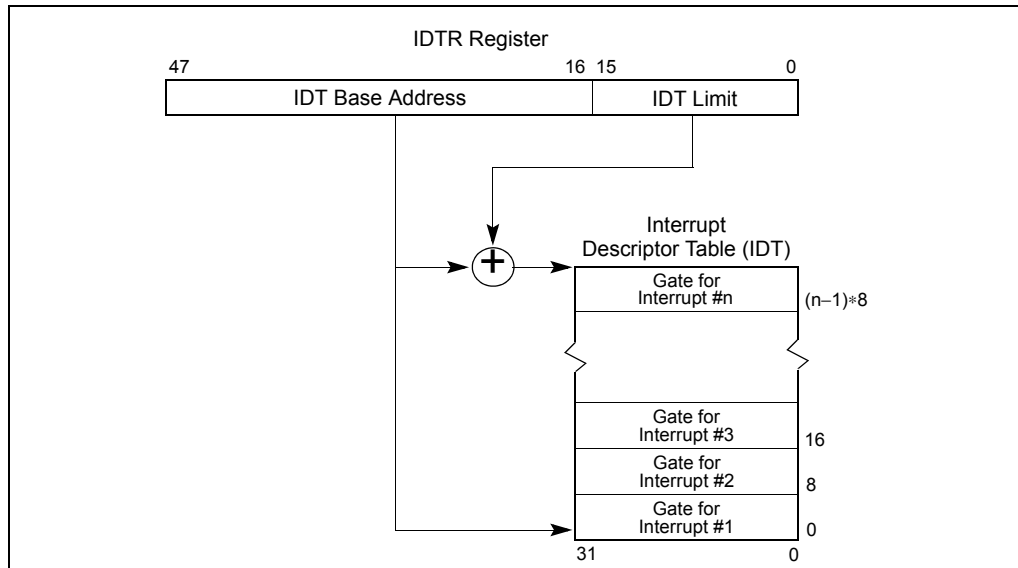 IDTR Register
47 16 15 0
IDT Base Address IDT Limit
+
Interrupt
Descriptor Table (IDT)
Gate for
Interrupt #n
(n−1)∗8
Gate for
Interrupt #3
16
Gate for
Interrupt #2
8
Gate for
Interrupt #1
0
31 0